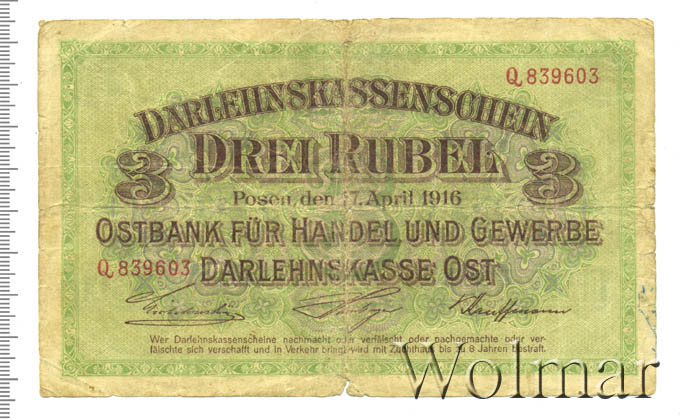 Q 839603
DARLEHNSKASSENSCHEIN
3 DREI RUBEL 3
Posen, den 17. April 1916
OSTBANK FÜR HANDEL UND GEWERBE
Q 839603 DARLEHNSKASSE OST
Kauffmann
Wer Darlehnskassenscheine nachmacht oder verfälscht oder nachgemachte oder ver-
fälschte sich verschafft und in Verkehr bringt, wird mit Zuchthaus bis zu 8 Jahren bestraft.
Wolmar